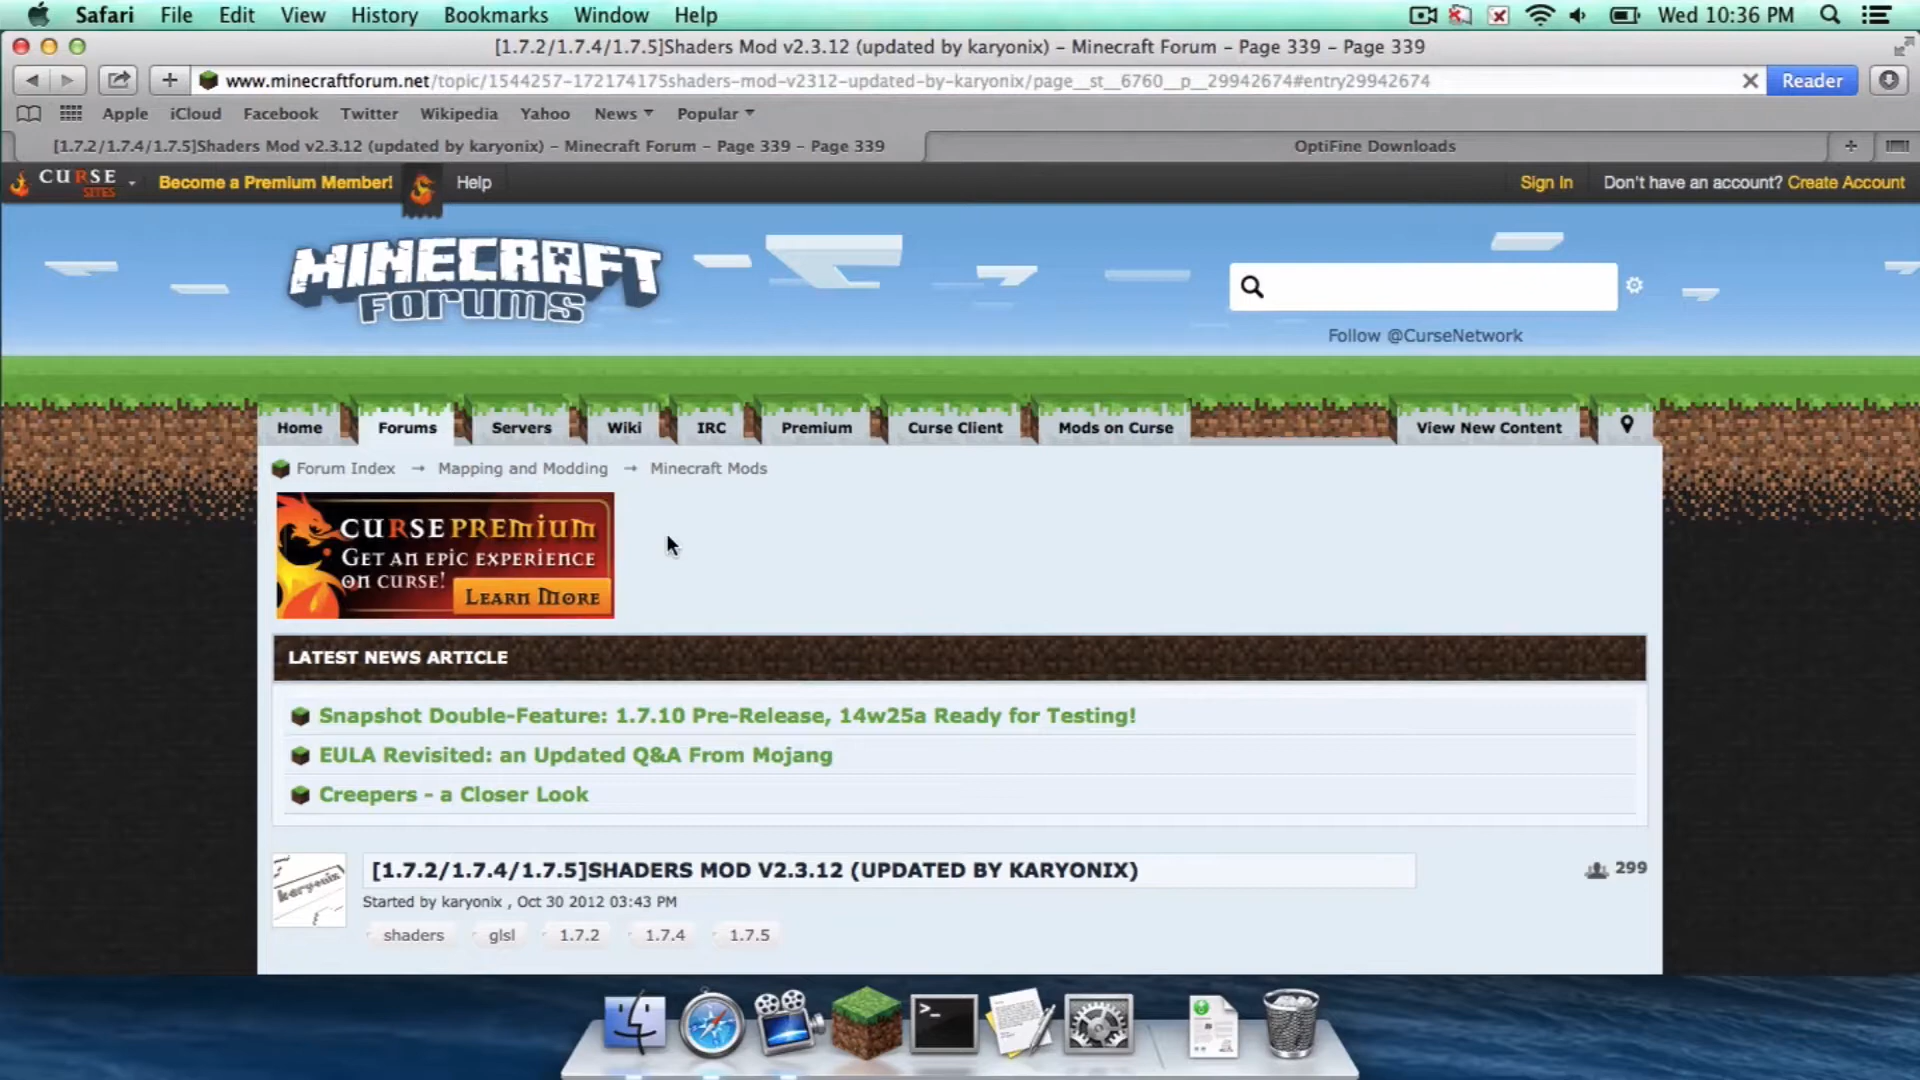 Safari File Edit View History Bookmarks Window Help Wed 10:36 PM
[1.7.2/1.7.4/1.7.5]Shaders Mod v2.3.12 (updated by karyonix) – Minecraft Forum – Page 339 – Page 339
www.minecraftforum.net/topic/1544257-172174175shaders-mod-v2312-updated-by-karyonix/page__st__6760__p__29942674#entry29942674 Reader
Apple iCloud Facebook Twitter Wikipedia Yahoo News Popular
[1.7.2/1.7.4/1.7.5]Shaders Mod v2.3.12 (updated by karyonix) – Minecraft Forum – Page 339 – Page 339 OptiFine Downloads
CURSE SITES Become a Premium Member! Help Sign In Don't have an account? Create Account
MINECRAFT
FORUMS
Follow @CurseNetwork
Home Forums Servers Wiki IRC Premium Curse Client Mods on Curse View New Content
Forum Index → Mapping and Modding → Minecraft Mods
CURSE PREMIUM
GET AN EPIC EXPERIENCE
ON CURSE! LEARN MORE
LATEST NEWS ARTICLE
Snapshot Double-Feature: 1.7.10 Pre-Release, 14w25a Ready for Testing!
EULA Revisited: an Updated Q&A From Mojang
Creepers - a Closer Look
karyonix
[1.7.2/1.7.4/1.7.5]SHADERS MOD V2.3.12 (UPDATED BY KARYONIX) 299
Started by karyonix , Oct 30 2012 03:43 PM
shaders glsl 1.7.2 1.7.4 1.7.5